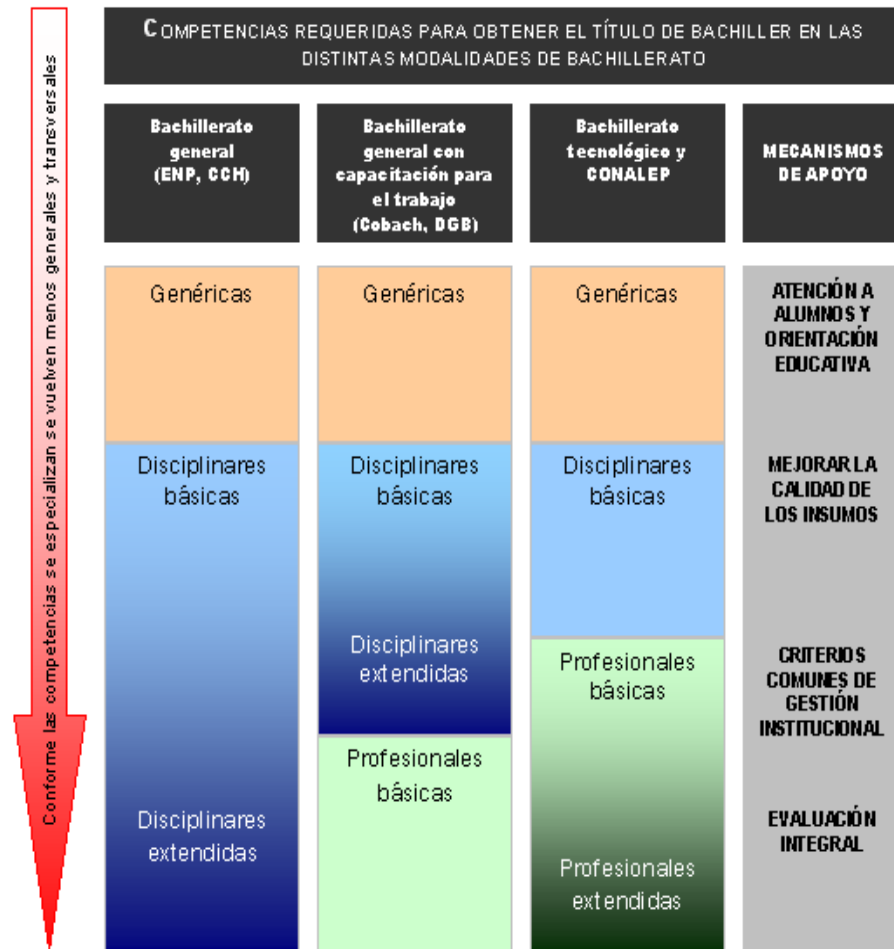 COMPETENCIAS REQUERIDAS PARA OBTENER EL TÍTULO DE BACHILLER EN LAS
DISTINTAS MODALIDADES DE BACHILLERATO
Conforme las competencias se especializan se vuelven menos generales y transversales
Bachillerato
general
(ENP, CCH)
Bachillerato
general con
capacitación para
el trabajo
(Cobach, DGB)
Bachillerato
tecnológico y
CONALEP
MECANISMOS
DE APOYO
Genéricas
Disciplinares
básicas
Disciplinares
extendidas
Genéricas
Disciplinares
básicas
Disciplinares
extendidas
Profesionales
básicas
Genéricas
Disciplinares
básicas
Profesionales
básicas
Profesionales
extendidas
ATENCIÓN A
ALUMNOS Y
ORIENTACIÓN
EDUCATIVA
MEJORAR LA
CALIDAD DE
LOS INSUMOS
CRITERIOS
COMUNES DE
GESTIÓN
INSTITUCIONAL
EVALUACIÓN
INTEGRAL